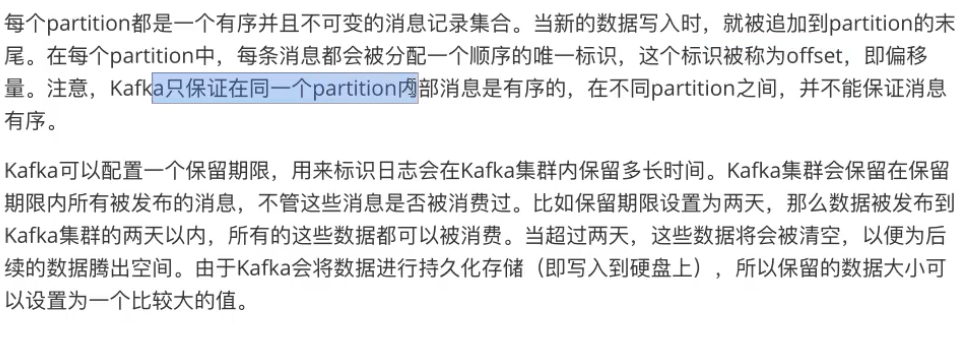 每个partition都是一个有序并且不可变的消息记录集合。当新的数据写入时，就被追加到partition的末
尾。在每个partition中，每条消息都会被分配一个顺序的唯一标识，这个标识被称为offset，即偏移
量。注意，Kafka只保证在同一个partition内部消息是有序的，在不同partition之间，并不能保证消息
有序。
Kafka可以配置一个保留期限，用来标识日志会在Kafka集群内保留多长时间。Kafka集群会保留在保留
期限内所有被发布的消息，不管这些消息是否被消费过。比如保留期限设置为两天，那么数据被发布到
Kafka集群的两天以内，所有的这些数据都可以被消费。当超过两天，这些数据将会被清空，以便为后
续的数据腾出空间。由于Kafka会将数据进行持久化存储（即写入到硬盘上），所以保留的数据大小可
以设置为一个比较大的值。